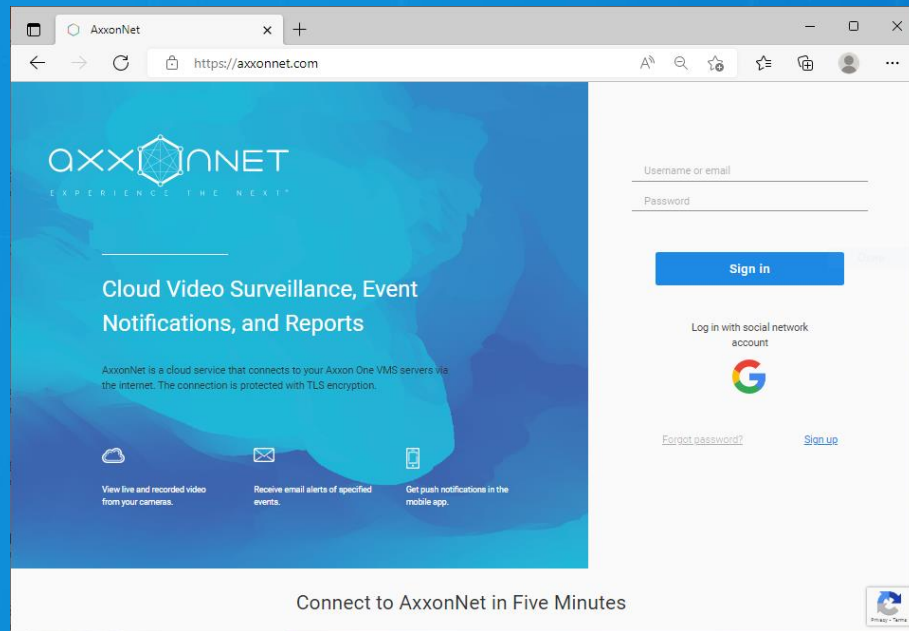 AxxonNet
https://axxonnet.com
axxonnet
EXPERIENCE THE NEXT
Cloud Video Surveillance, Event
Notifications, and Reports
AxxonNet is a cloud service that connects to your Axxon One VMS servers via
the internet. The connection is protected with TLS encryption.
View live and recorded video
from your cameras.
Receive email alerts of specified
events.
Get push notifications in the
mobile app.
Username or email
Password
Sign in
Log in with social network
account
Forgot password?
Sign up
Connect to AxxonNet in Five Minutes
Privacy - Terms